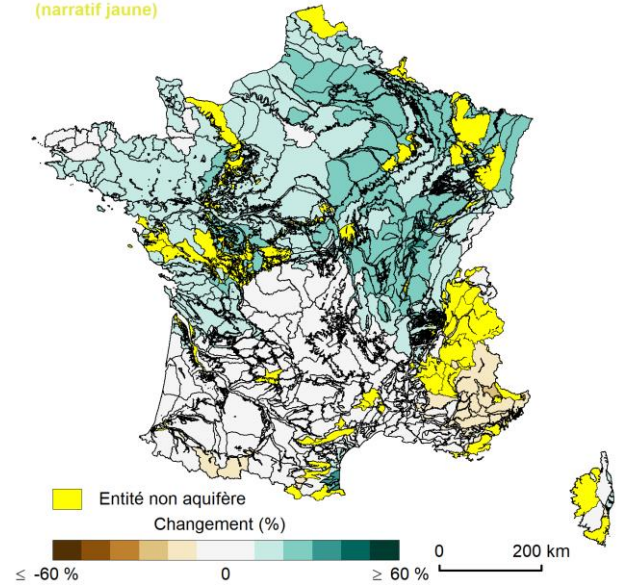 (narratif jaune)
Entité non aquifère
Changement (%)
≤ -60 % 0 ≥ 60 %
0 200 km